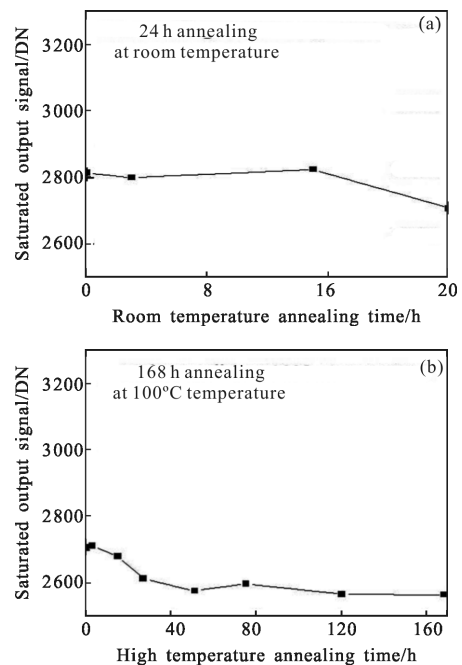 (a)
24 h annealing
at room temperature
3200
3000
2800
2600
Saturated output signal/DN
0
8
16
20
Room temperature annealing time/h
(b)
168 h annealing
at 100°C temperature
3200
3000
2800
2600
Saturated output signal/DN
0
40
80
120
160
High temperature annealing time/h